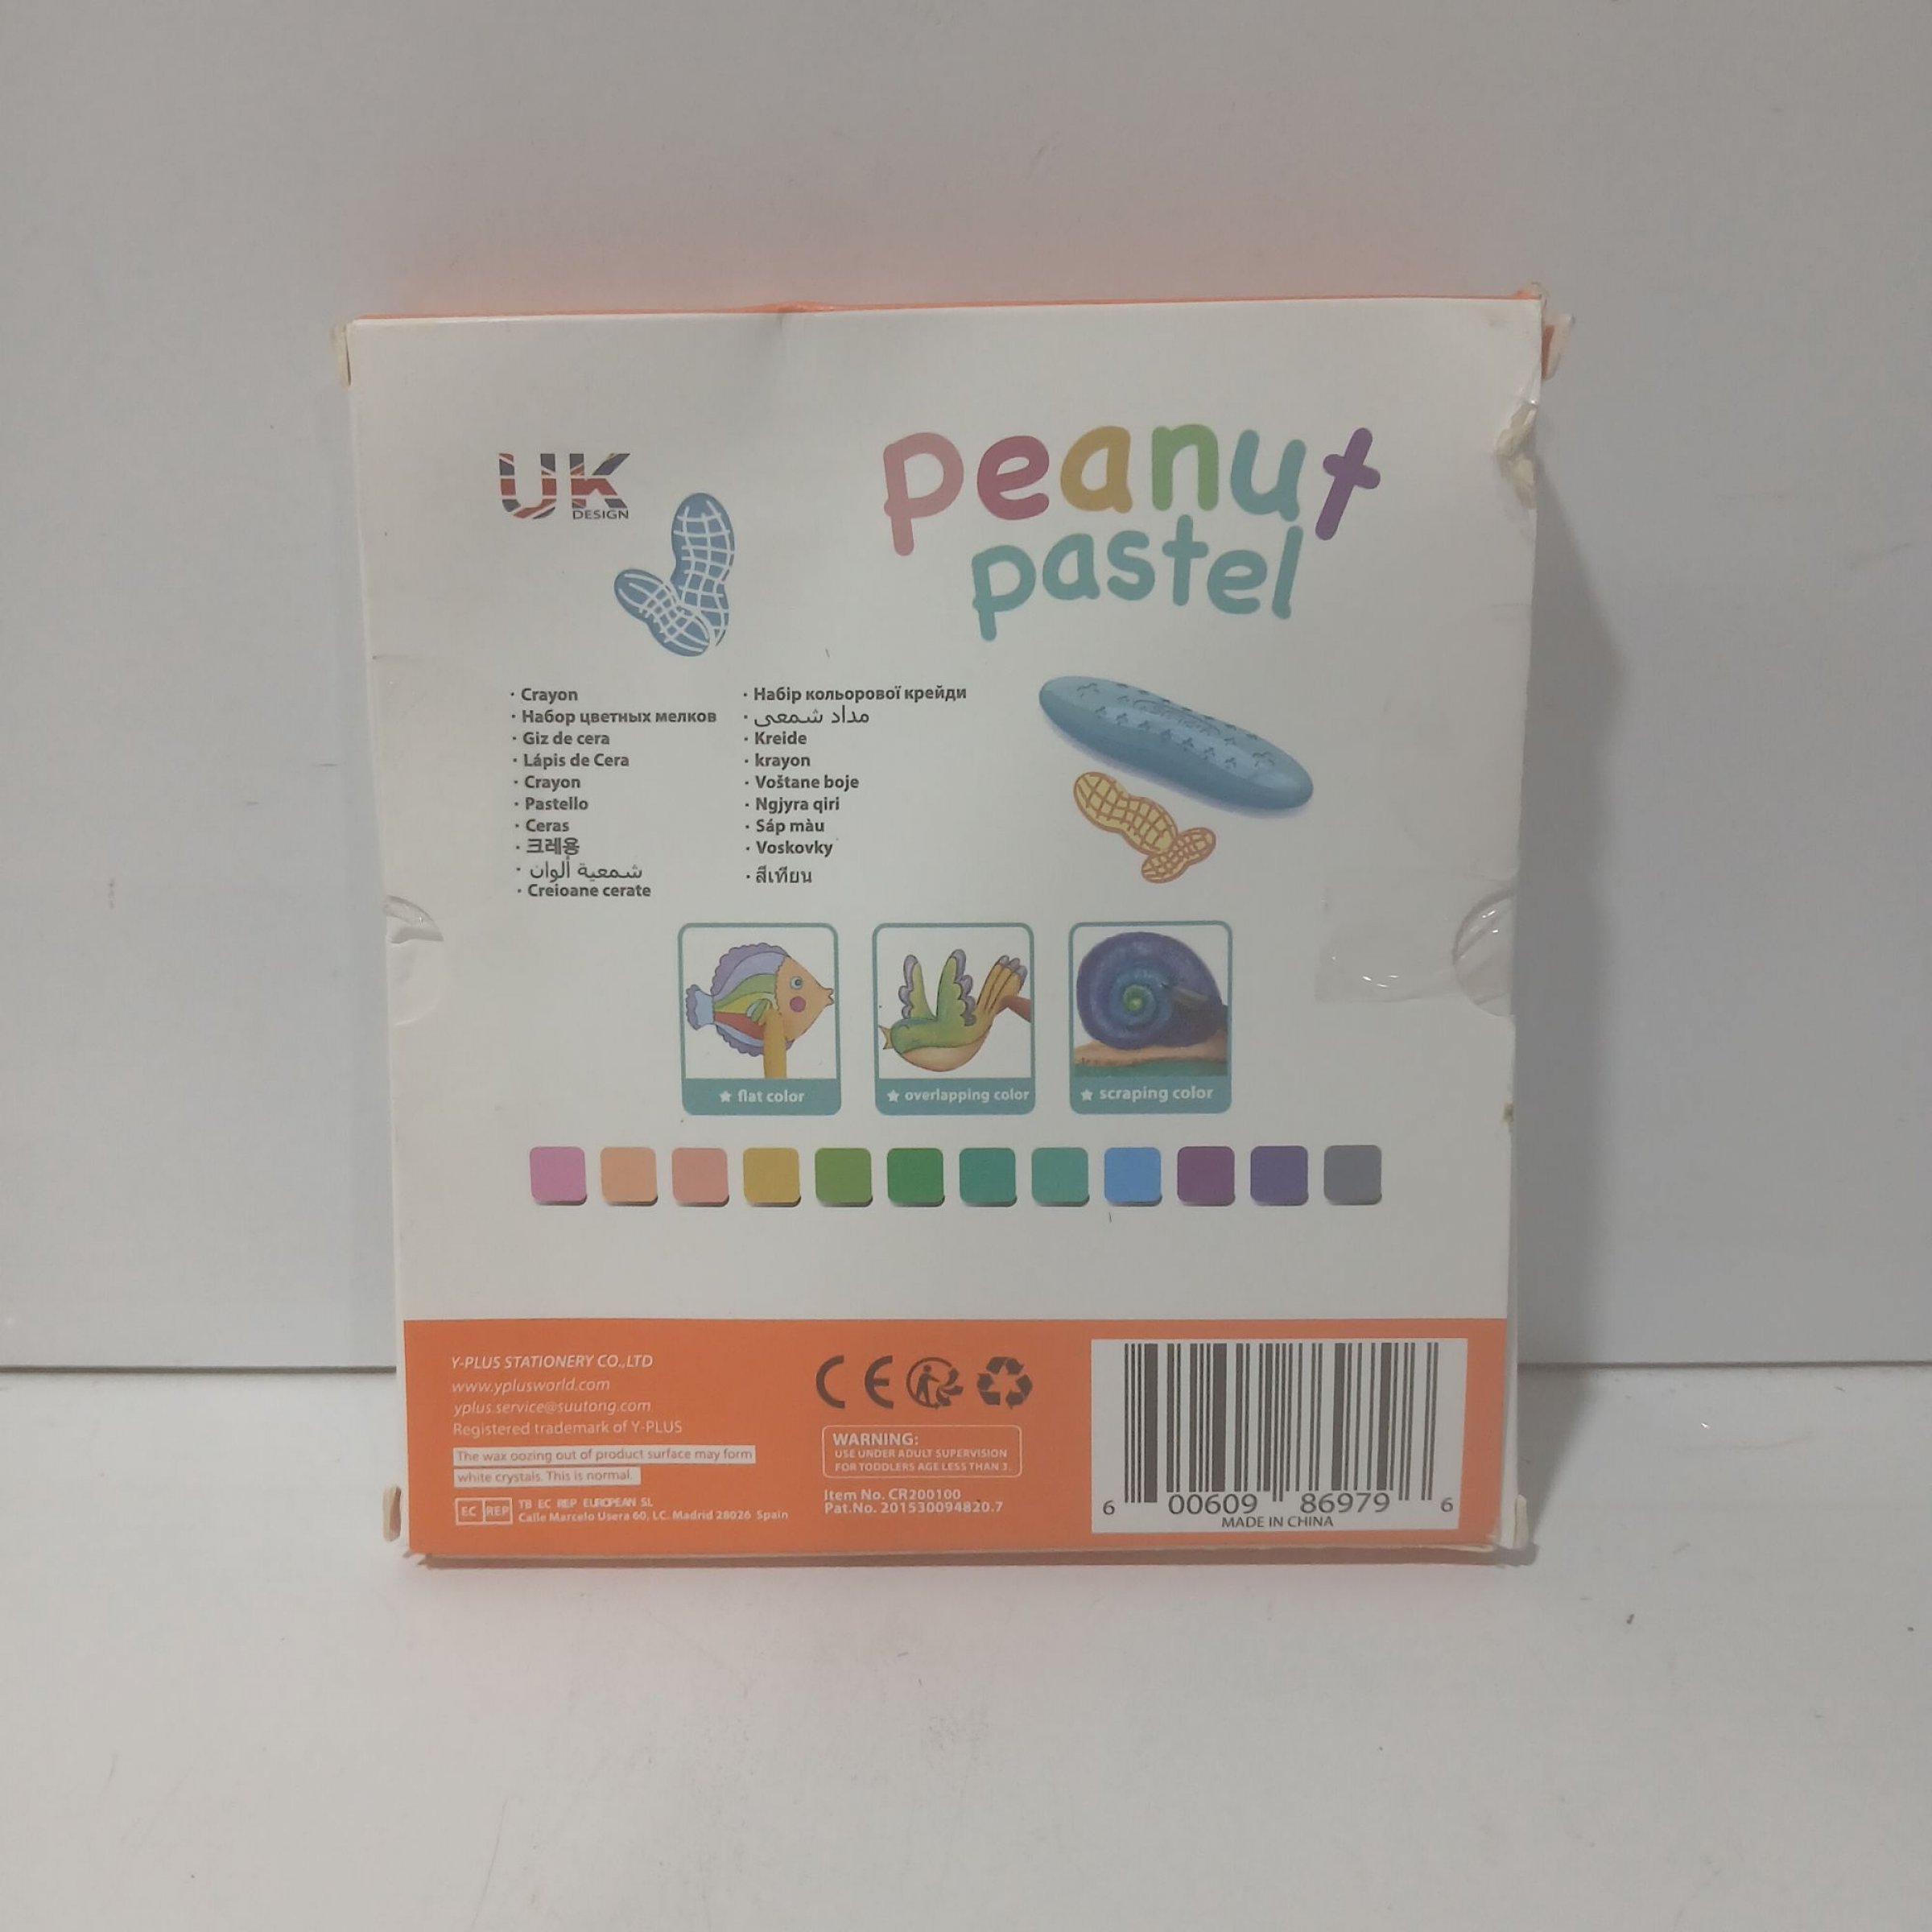 UK
DESIGN
peanut
pastel
· Crayon
· Набор цветных мелков
· Giz de cera
· Lápis de Cera
· Crayon
· Pastello
· Ceras
· 크레용
· شمعية ألوان
· Creioane cerate
· Набір кольорової крейди
· مداد شمعی
· Kreide
· krayon
· Voštane boje
· Ngjyra qiri
· Sáp màu
· Voskovky
· สีเทียน
★ flat color
★ overlapping color
★ scraping color
Y-PLUS STATIONERY CO.,LTD
www.yplusworld.com
yplus.service@suutong.com
Registered trademark of Y-PLUS
The wax oozing out of product surface may form
white crystals. This is normal.
EC REP
TB EC REP EUROPEAN SL
Calle Marcelo Usera 60, LC. Madrid 28026 Spain
CE
WARNING:
USE UNDER ADULT SUPERVISION
FOR TODDLERS AGE LESS THAN 3.
Item No. CR200100
Pat.No. 201530094820.7
6 00609 86979 6
MADE IN CHINA